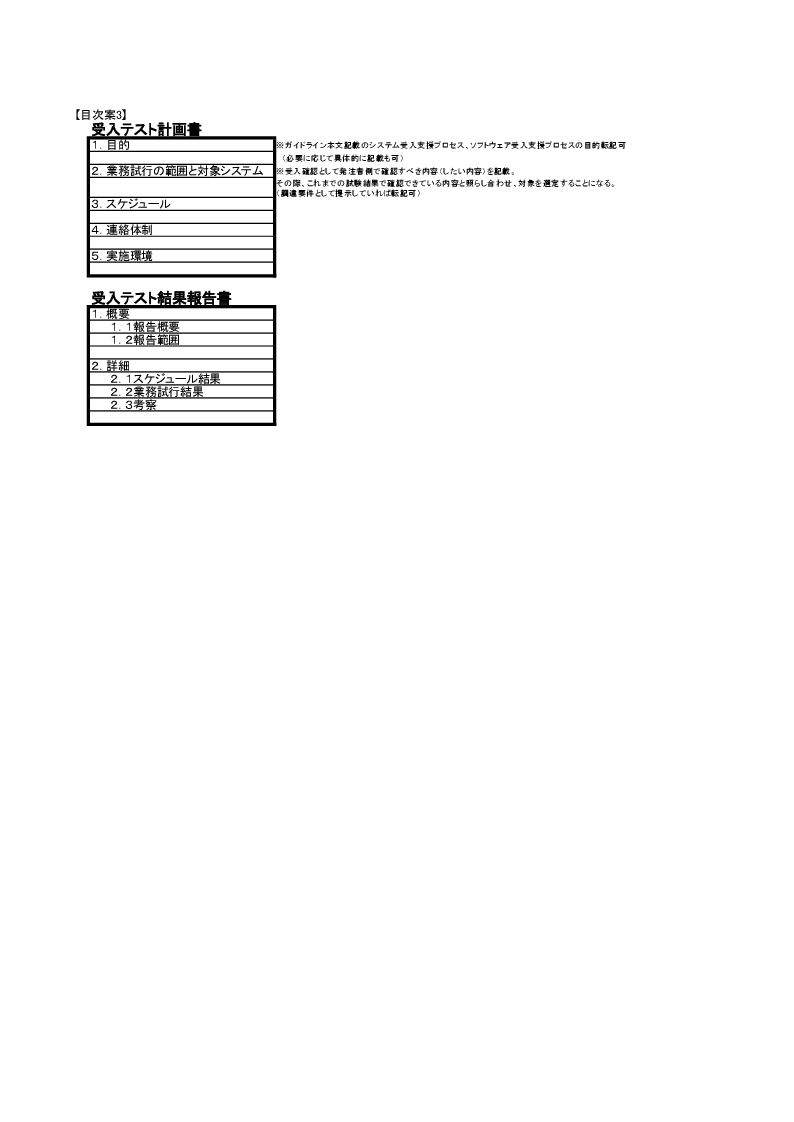 【目次案3】
受入テスト計画書
１．目的
※ガイドライン本文記載のシステム受入支援プロセス、ソフトウェア受入支援プロセスの目的転記可
（必要に応じて具体的に記載も可）
２．業務試行の範囲と対象システム
※受入確認として発注者側で確認すべき内容（したい内容）を記載。
その際、これまでの試験結果で確認できている内容と照らし合わせ、対象を選定することになる。
（調達要件として提示していれば転記可）
３．スケジュール
４．連絡体制
５．実施環境
受入テスト結果報告書
１．概要
１．１報告概要
１．２報告範囲
２．詳細
２．１スケジュール結果
２．２業務試行結果
２．３考察